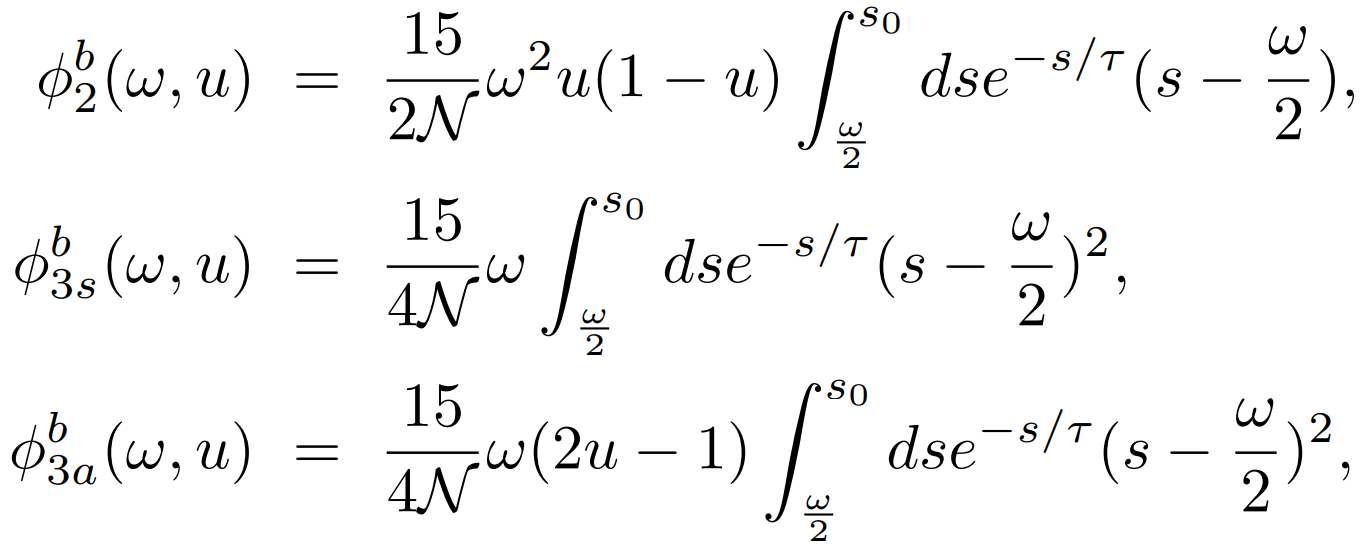 $\phi_2^b(\omega, u) = \frac{15}{2\mathcal{N}} \omega^2 u(1-u) \int_{\frac{\omega}{2}}^{s_0} ds e^{-s/\tau} (s - \frac{\omega}{2}),$
$\phi_{3s}^b(\omega, u) = \frac{15}{4\mathcal{N}} \omega \int_{\frac{\omega}{2}}^{s_0} ds e^{-s/\tau} (s - \frac{\omega}{2})^2,$
$\phi_{3a}^b(\omega, u) = \frac{15}{4\mathcal{N}} \omega (2u-1) \int_{\frac{\omega}{2}}^{s_0} ds e^{-s/\tau} (s - \frac{\omega}{2})^2,$